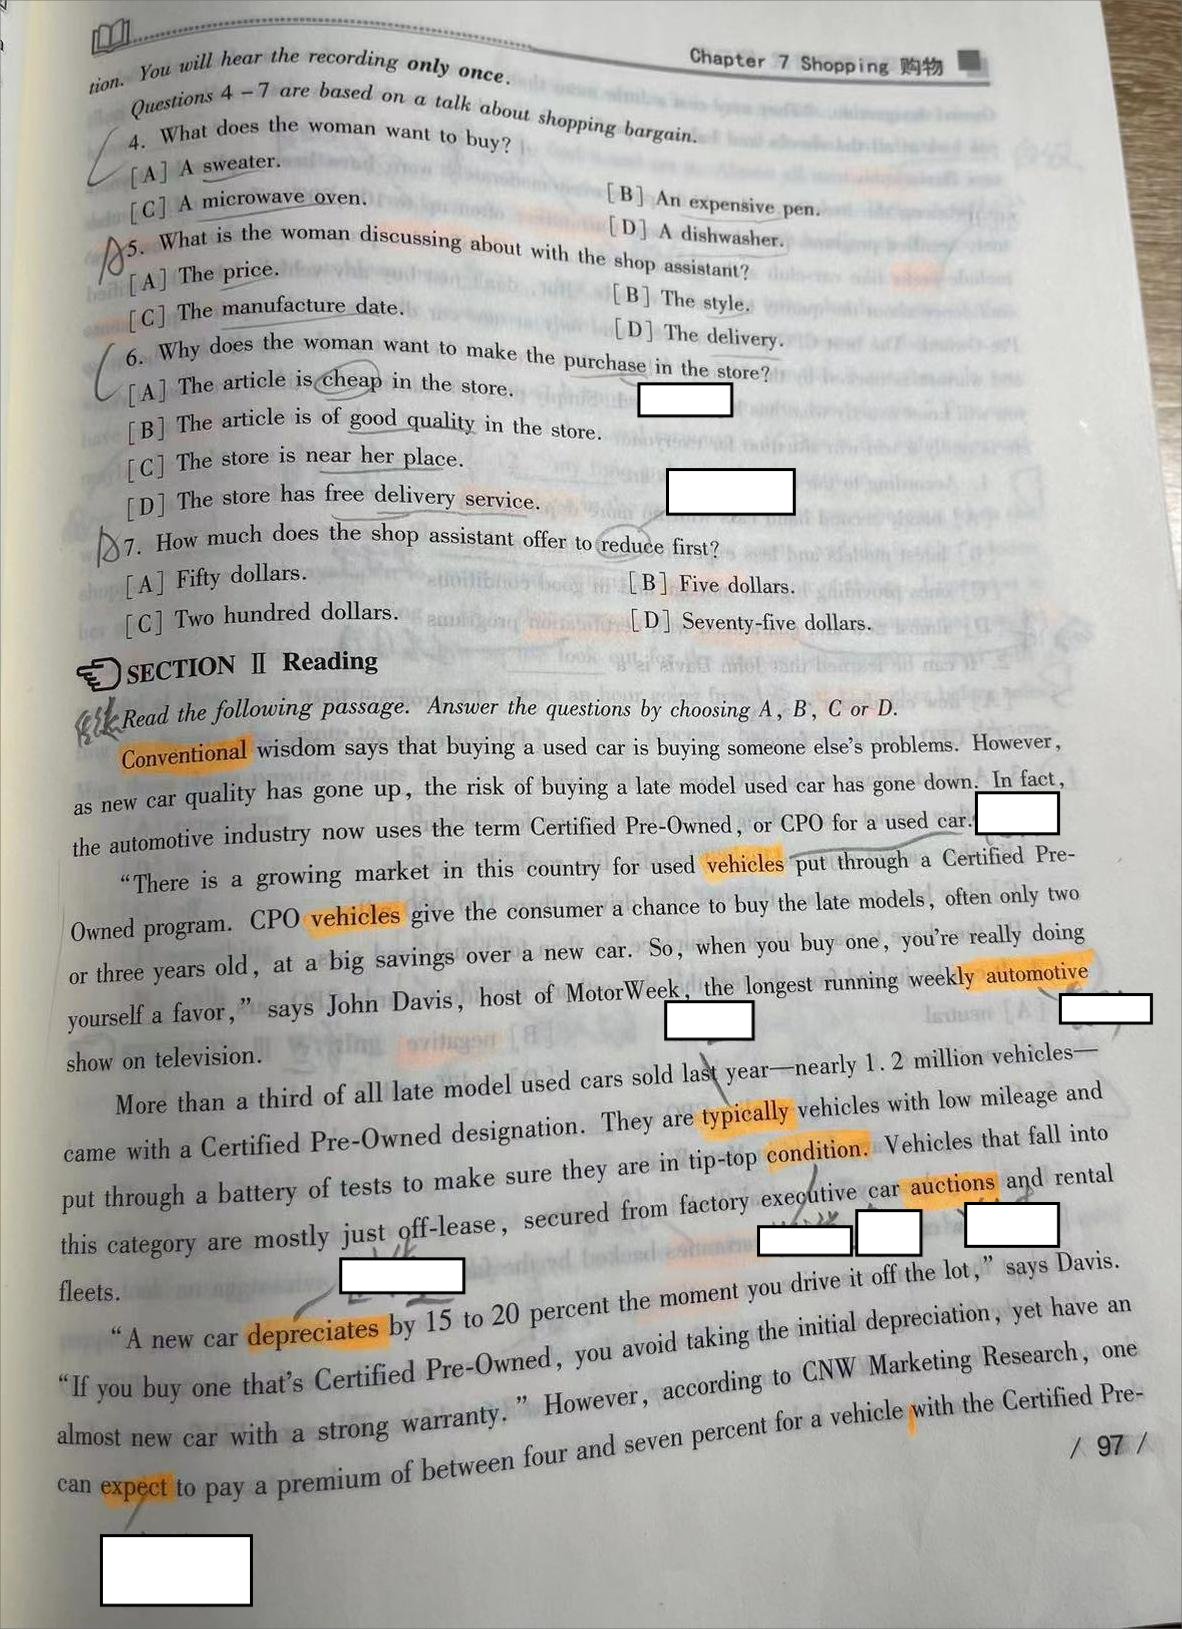 Chapter 7 Shopping 购物
tion. You will hear the recording only once.
Questions 4-7 are based on a talk about shopping bargain.
C 4. What does the woman want to buy?
[A] A sweater.
[B] An expensive pen.
[C] A microwave oven.
[D] A dishwasher.
5. What is the woman discussing about with the shop assistant?
[A] The price.
[B] The style.
[C] The manufacture date.
[D] The delivery.
C 6. Why does the woman want to make the purchase in the store?
[A] The article is cheap in the store.
[B] The article is of good quality in the store.
[C] The store is near her place.
[D] The store has free delivery service.
D 7. How much does the shop assistant offer to reduce first?
[A] Fifty dollars.
[B] Five dollars.
[C] Two hundred dollars.
[D] Seventy-five dollars.
SECTION Ⅱ Reading
Read the following passage. Answer the questions by choosing A, B, C or D.
Conventional wisdom says that buying a used car is buying someone else's problems. However,
as new car quality has gone up, the risk of buying a late model used car has gone down. In fact,
the automotive industry now uses the term Certified Pre-Owned, or CPO for a used car.
“There is a growing market in this country for used vehicles put through a Certified Pre-
Owned program. CPO vehicles give the consumer a chance to buy the late models, often only two
or three years old, at a big savings over a new car. So, when you buy one, you're really doing
yourself a favor,” says John Davis, host of MotorWeek, the longest running weekly automotive
show on television.
More than a third of all late model used cars sold last year—nearly 1.2 million vehicles—
came with a Certified Pre-Owned designation. They are typically vehicles with low mileage and
put through a battery of tests to make sure they are in tip-top condition. Vehicles that fall into
this category are mostly just off-lease, secured from factory executive car auctions and rental
fleets.
“A new car depreciates by 15 to 20 percent the moment you drive it off the lot,” says Davis.
“If you buy one that's Certified Pre-Owned, you avoid taking the initial depreciation, yet have an
almost new car with a strong warranty.” However, according to CNW Marketing Research, one
can expect to pay a premium of between four and seven percent for a vehicle with the Certified Pre-
/ 97 /